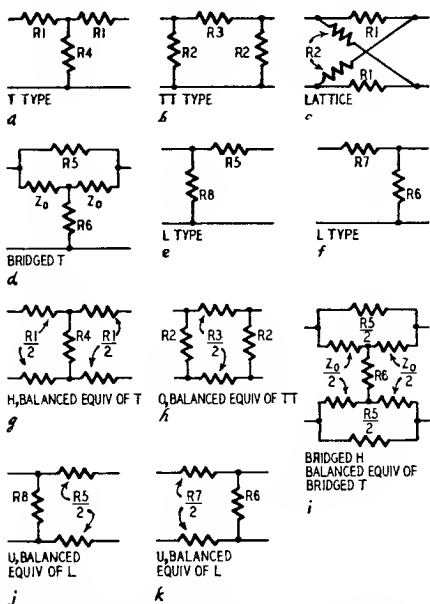 R1 R1
R4
T TYPE
a
R3
R2 R2
TT TYPE
b
R1
R2
R1
LATTICE
c
R5
Z₀ Z₀
R6
BRIDGED T
d
R5
R8
L TYPE
e
R7
R6
L TYPE
f
R1/2 R4 R1/2
H, BALANCED EQUIV OF T
g
R2 R3/2 R2
O, BALANCED EQUIV OF TT
h
R5/2
Z₀/2 R6 Z₀/2
R5/2
BRIDGED H
BALANCED EQUIV OF
BRIDGED T
i
R8 R5/2
U, BALANCED
EQUIV OF L
j
R7/2 R6
U, BALANCED
EQUIV OF L
k